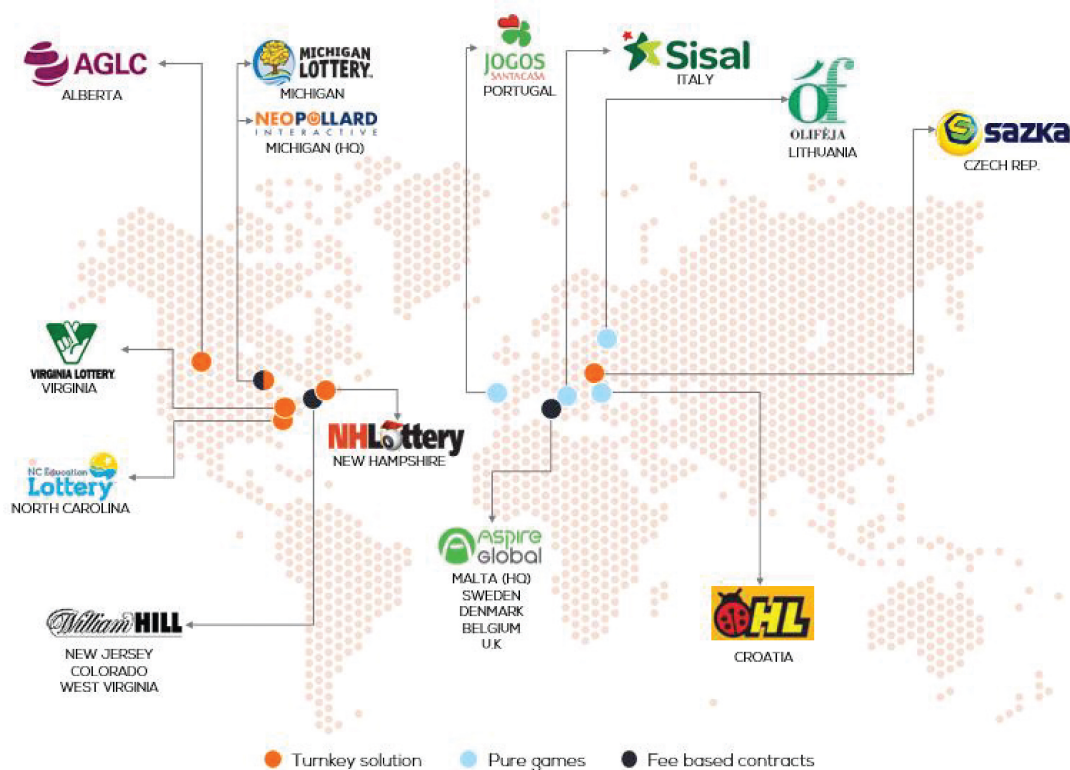 AGLC
ALBERTA
MICHIGAN
LOTTERY™
MICHIGAN
NEOPOLLARD
INTERACTIVE
MICHIGAN (HQ)
JOGOS
SANTACASA
PORTUGAL
Sisal
ITALY
óf
OLIFĖJA
LITHUANIA
sazka
CZECH REP.
VIRGINIA LOTTERY.
VIRGINIA
NC Education
Lottery
NORTH CAROLINA
NHLottery
NEW HAMPSHIRE
William HILL
NEW JERSEY
COLORADO
WEST VIRGINIA
Aspire
Global
MALTA (HQ)
SWEDEN
DENMARK
BELGIUM
U.K
HL
CROATIA
Turnkey solution
Pure games
Fee based contracts